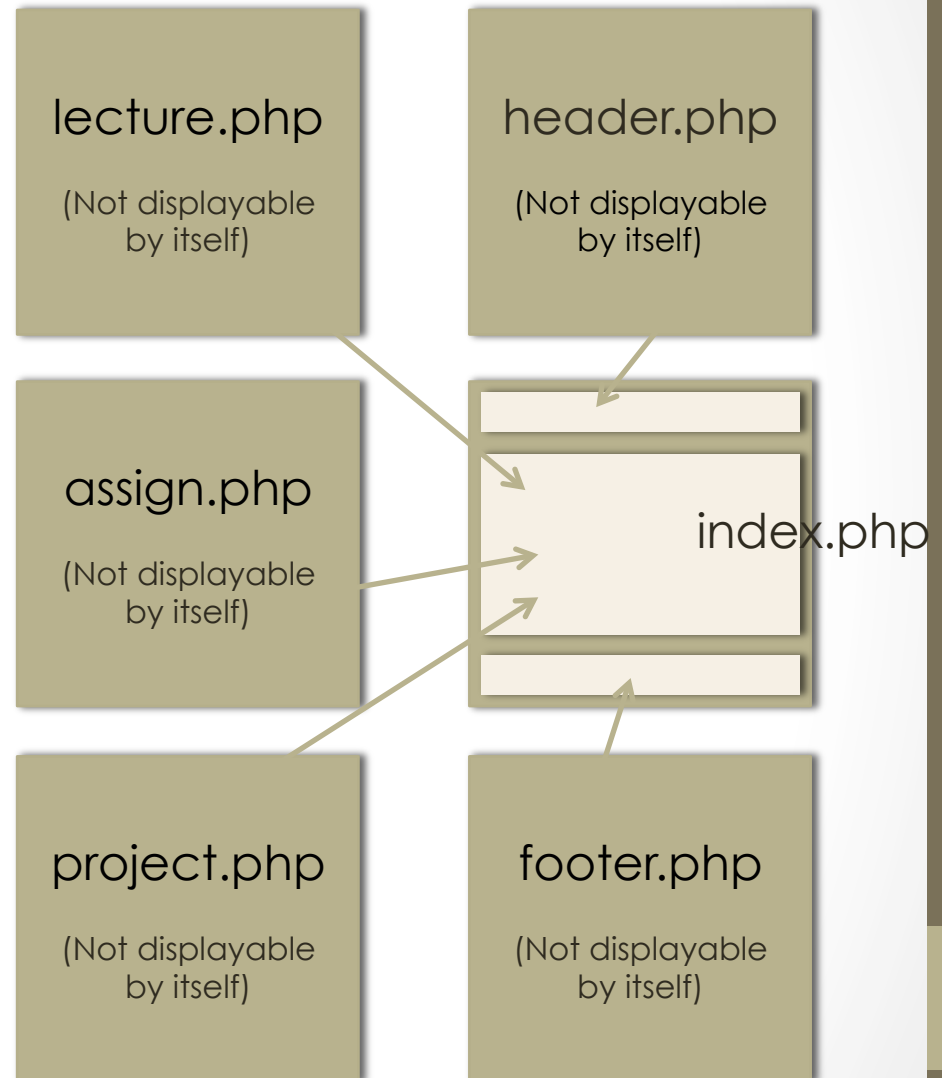 lecture.php
(Not displayable
by itself)
header.php
(Not displayable
by itself)
assign.php
(Not displayable
by itself)
index.php
project.php
(Not displayable
by itself)
footer.php
(Not displayable
by itself)